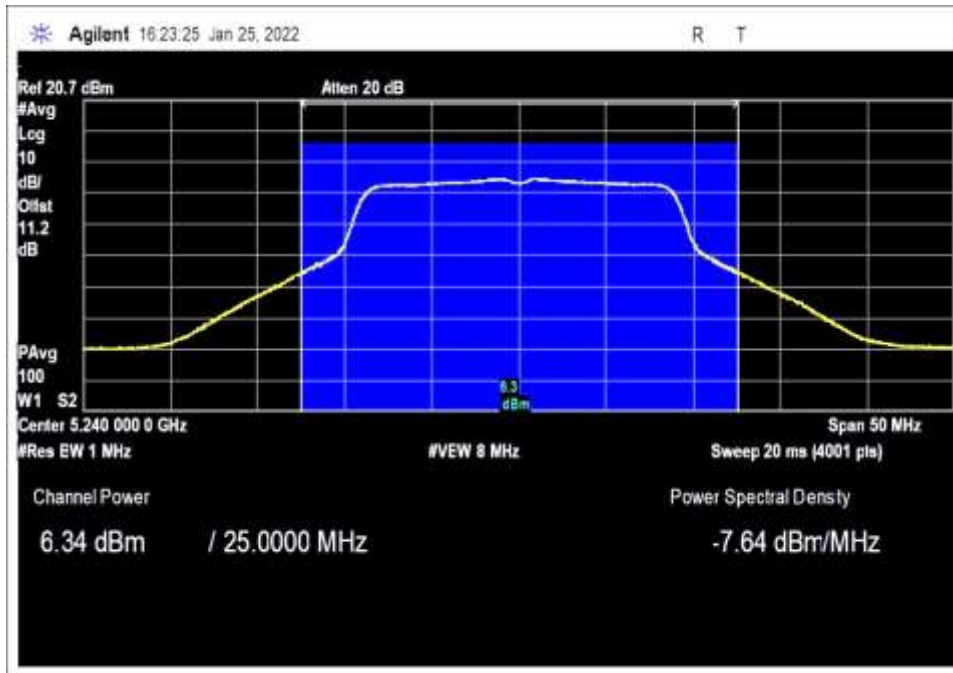 Agilent 16:23:25 Jan 25, 2022 R T
Ref 20.7 dBm Atten 20 dB
#Avg
Log
10
dB/
Offst
11.2
dB
PAvg
100
W1 S2
6.3
dBm
Center 5.240 000 0 GHz Span 50 MHz
#Res BW 1 MHz #VBW 8 MHz Sweep 20 ms (4001 pts)
Channel Power Power Spectral Density
6.34 dBm / 25.0000 MHz -7.64 dBm/MHz